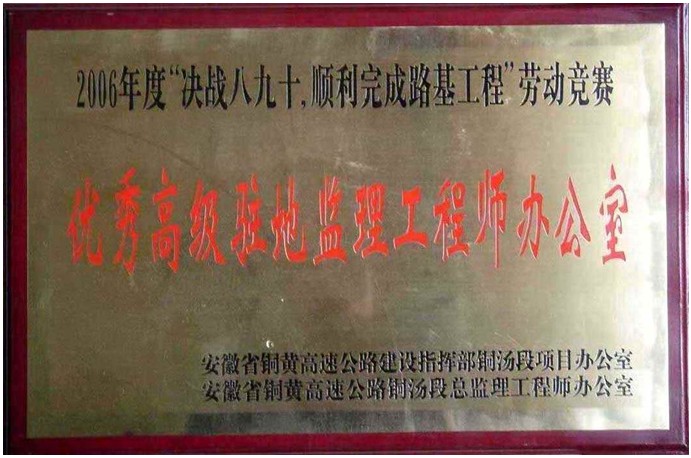 2006年度“决战八九十,顺利完成路基工程”劳动竞赛
优秀高级驻地监理工程师办公室
安徽省铜黄高速公路建设指挥部铜汤段项目办公室
安徽省铜黄高速公路铜汤段总监理工程师办公室